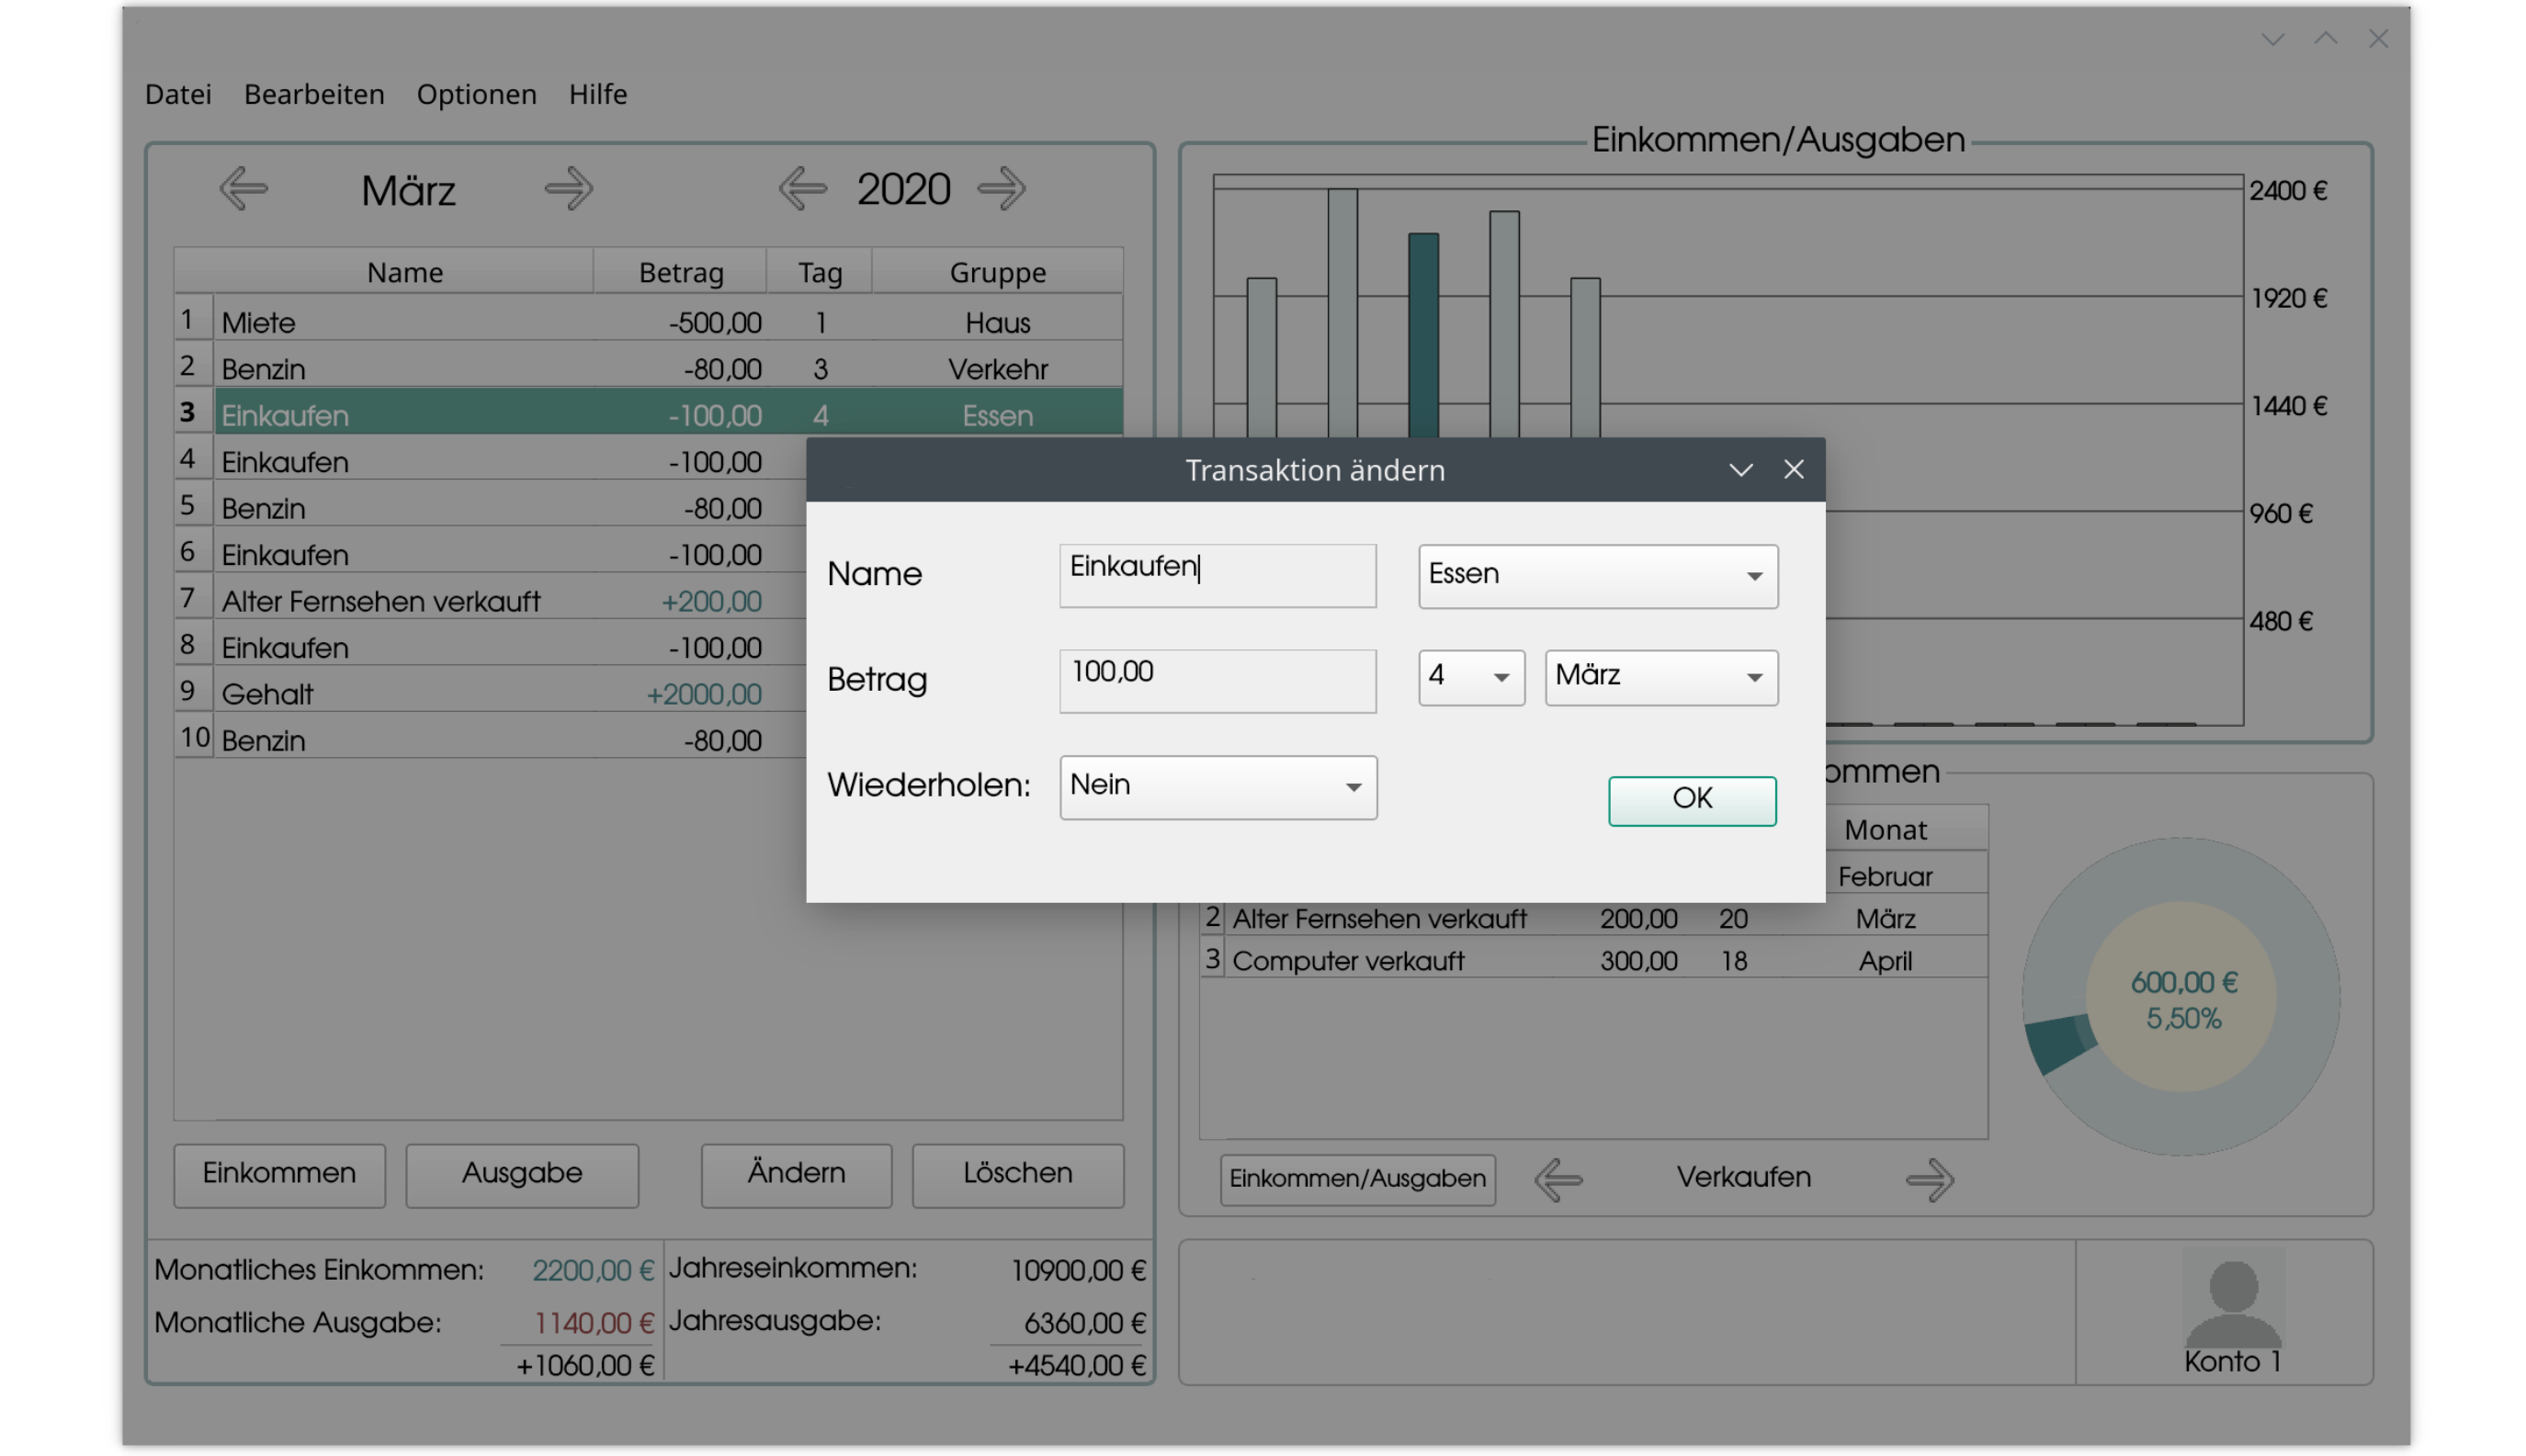 Datei Bearbeiten Optionen Hilfe
März 2020
Name Betrag Tag Gruppe
1 Miete -500,00 1 Haus
2 Benzin -80,00 3 Verkehr
3 Einkaufen -100,00 4 Essen
4 Einkaufen -100,00
5 Benzin -80,00
6 Einkaufen -100,00
7 Alter Fernsehen verkauft +200,00
8 Einkaufen -100,00
9 Gehalt +2000,00
10 Benzin -80,00
Einkommen Ausgabe Ändern Löschen
Monatliches Einkommen: 2200,00 € Jahreseinkommen: 10900,00 €
Monatliche Ausgabe: 1140,00 € Jahresausgabe: 6360,00 €
+1060,00 € +4540,00 €
Einkommen/Ausgaben
2400 €
1920 €
1440 €
960 €
480 €
Transaktion ändern
Name Einkaufen Essen
Betrag 100,00 4 März
Wiederholen: Nein OK
ommen
Monat
Februar
2 Alter Fernsehen verkauft 200,00 20 März
3 Computer verkauft 300,00 18 April
600,00 €
5,50%
Einkommen/Ausgaben Verkaufen
Konto 1